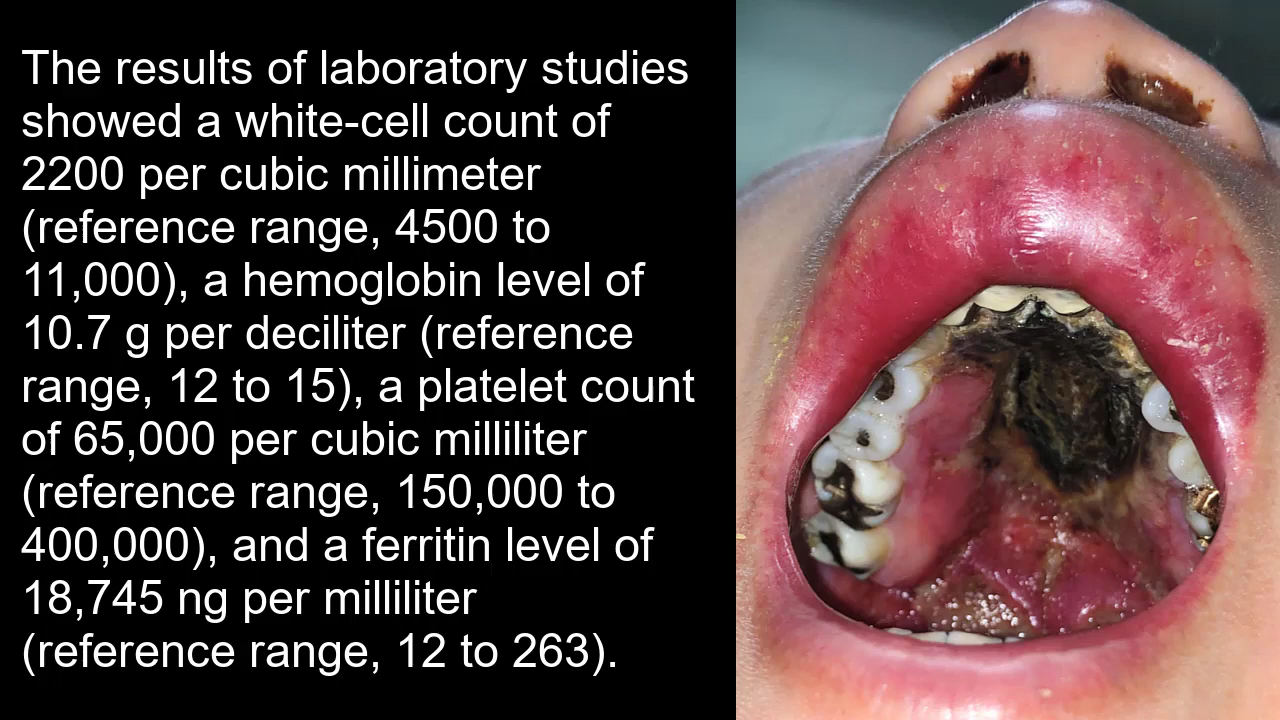 The results of laboratory studies
showed a white-cell count of
2200 per cubic millimeter
(reference range, 4500 to
11,000), a hemoglobin level of
10.7 g per deciliter (reference
range, 12 to 15), a platelet count
of 65,000 per cubic milliliter
(reference range, 150,000 to
400,000), and a ferritin level of
18,745 ng per milliliter
(reference range, 12 to 263).